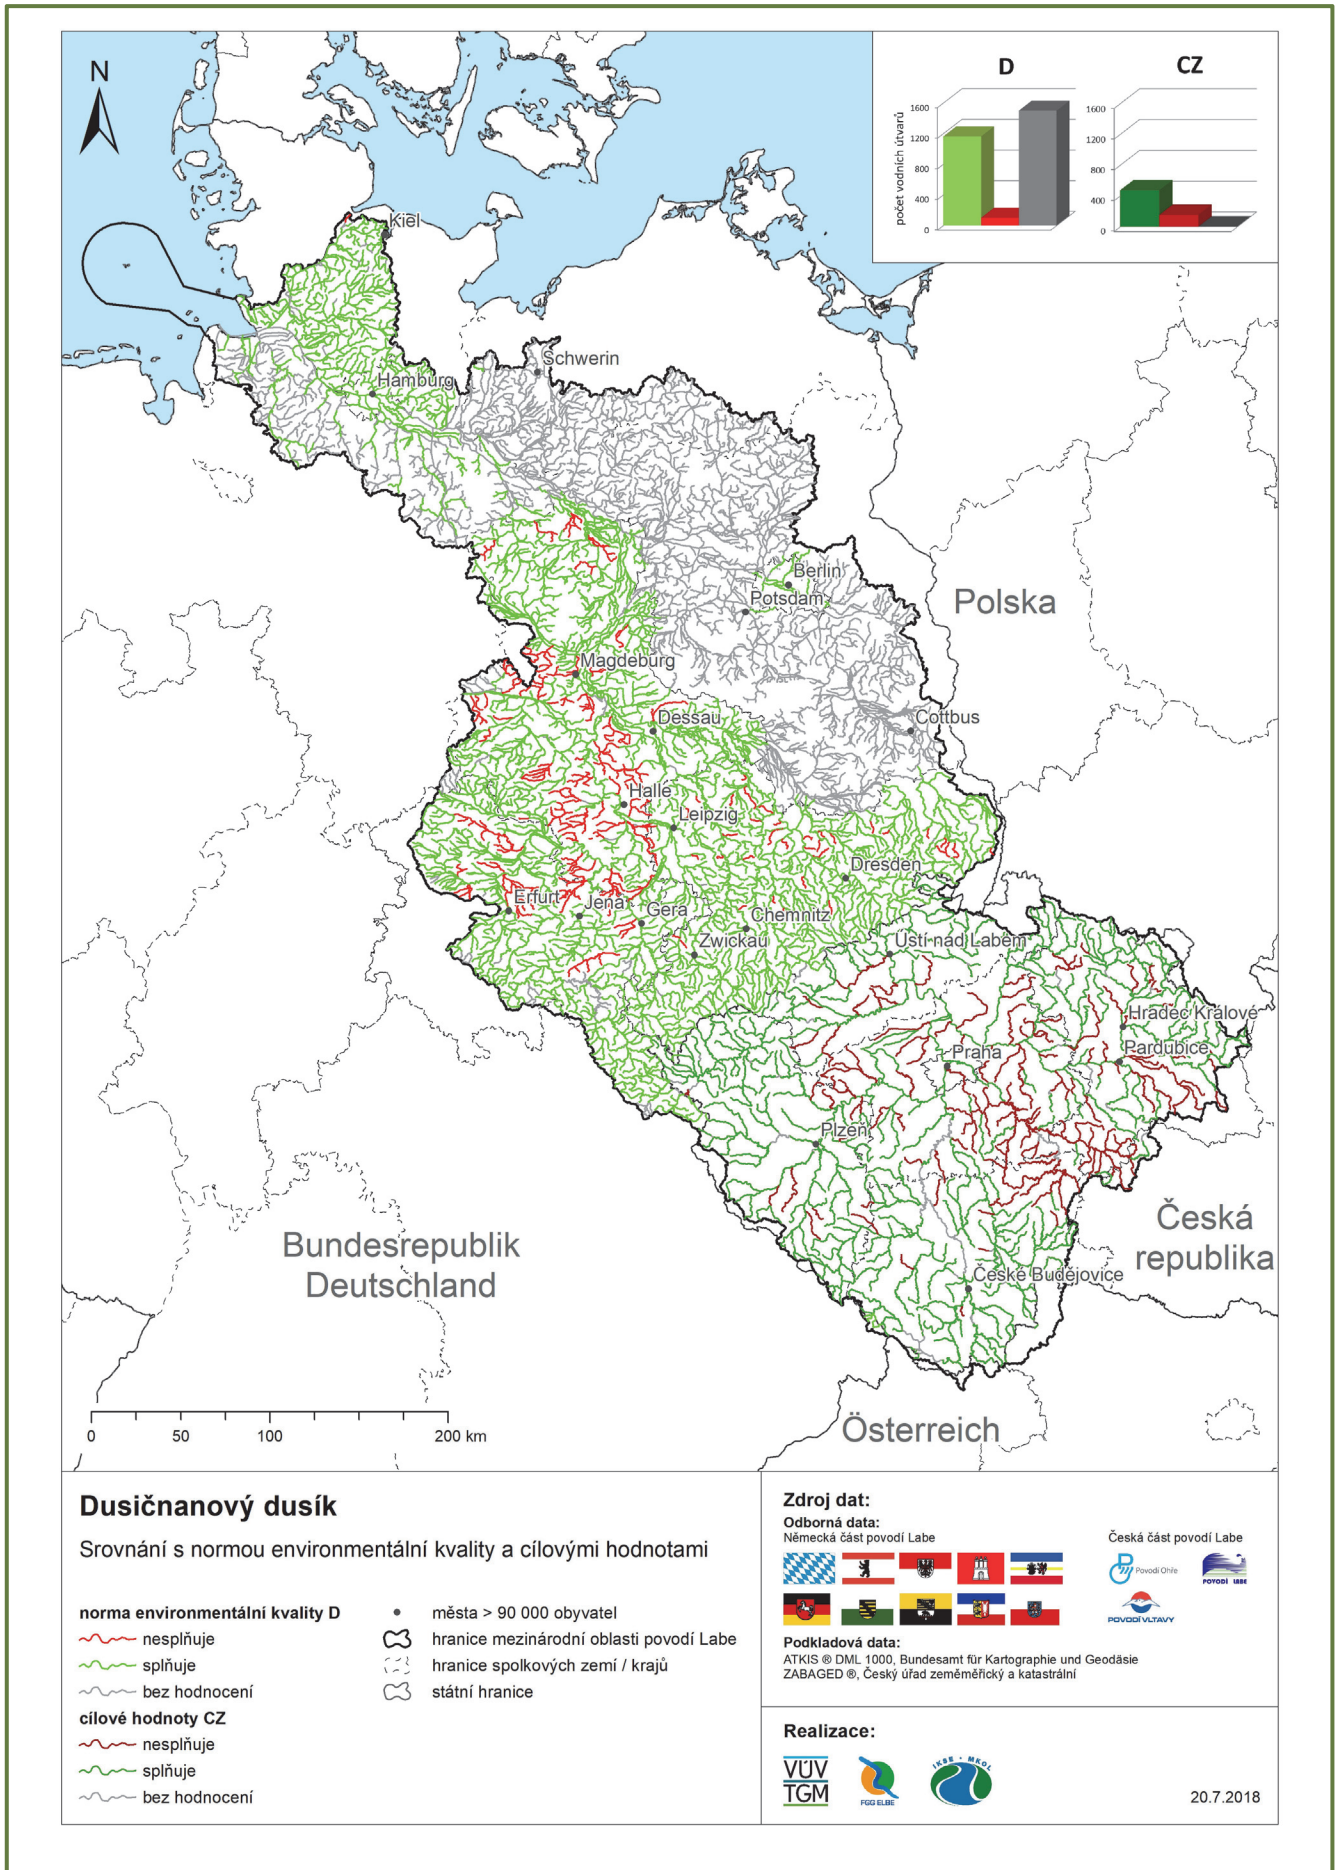 N
D
CZ
počet vodních útvarů
1600
1200
800
400
0
1600
1200
800
400
0
Kiel
Schwerin
Hamburg
Berlin
Potsdam
Polska
Magdeburg
Dessau
Cottbus
Halle
Leipzig
Dresden
Erfurt
Jena
Gera
Chemnitz
Zwickau
Ústí nad Labem
Hradec Králové
Pardubice
Praha
Plzeň
Česká
republika
Bundesrepublik
Deutschland
České Budějovice
Österreich
0 50 100 200 km
Dusičnanový dusík
Srovnání s normou environmentální kvality a cílovými hodnotami
norma environmentální kvality D
nesplňuje
splňuje
bez hodnocení
cílové hodnoty CZ
nesplňuje
splňuje
bez hodnocení
města > 90 000 obyvatel
hranice mezinárodní oblasti povodí Labe
hranice spolkových zemí / krajů
státní hranice
Zdroj dat:
Odborná data:
Německá část povodí Labe
Česká část povodí Labe
Povodí Ohře
POVODÍ LABE
POVODÍ VLTAVY
Podkladová data:
ATKIS ® DML 1000, Bundesamt für Kartographie und Geodäsie
ZABAGED ®, Český úřad zeměměřický a katastrální
Realizace:
VÚV
TGM
FGG ELBE
IKSE - MKOL
20.7.2018